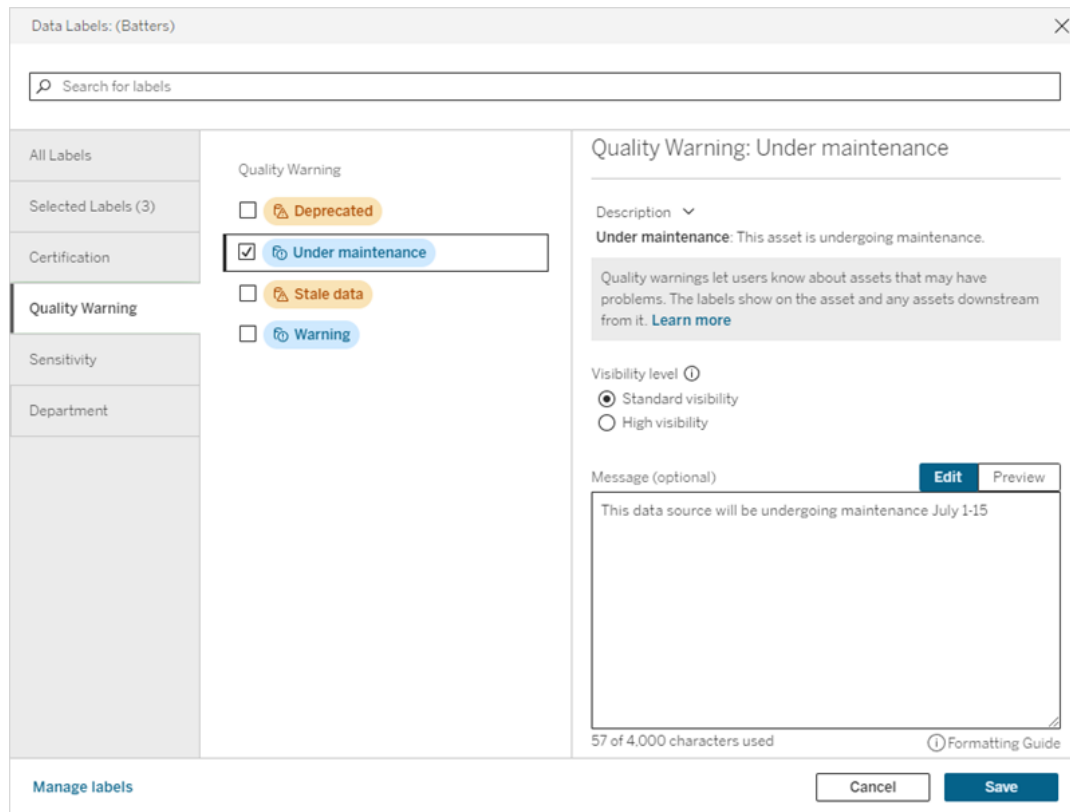 Data Labels: (Batters)
Search for labels
All Labels
Selected Labels (3)
Certification
Quality Warning
Sensitivity
Department
Quality Warning
Deprecated
Under maintenance
Stale data
Warning
Quality Warning: Under maintenance
Description
Under maintenance: This asset is undergoing maintenance.
Quality warnings let users know about assets that may have
problems. The labels show on the asset and any assets downstream
from it. Learn more
Visibility level
Standard visibility
High visibility
Message (optional)
Edit
Preview
This data source will be undergoing maintenance July 1-15
57 of 4,000 characters used
Formatting Guide
Manage labels
Cancel
Save